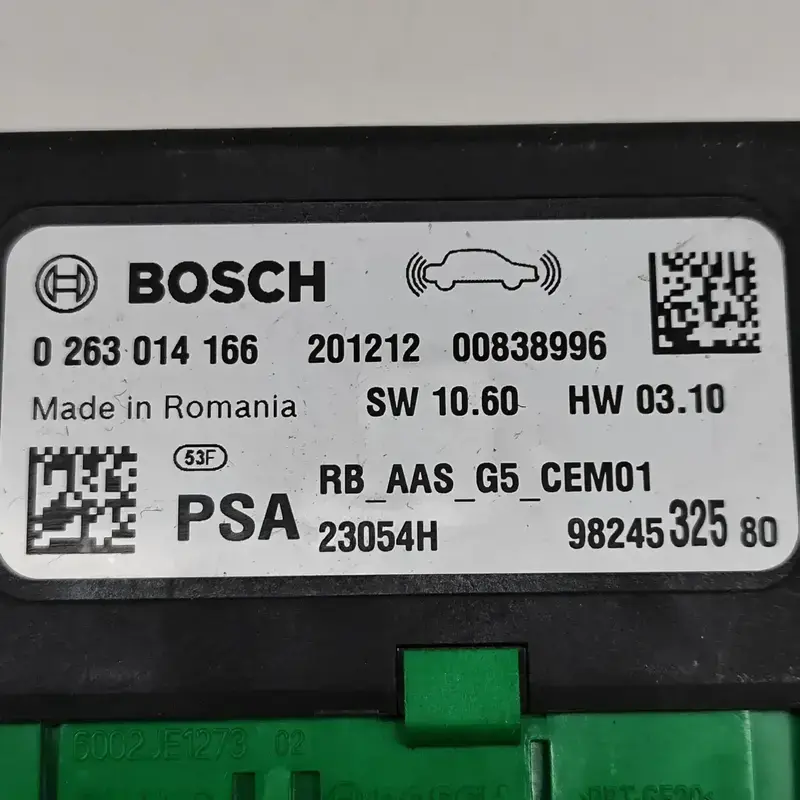 BOSCH
0 263 014 166 201212 00838996
Made in Romania SW 10.60 HW 03.10
53F RB_AAS_G5_CEM01
PSA 23054H 98245 325 80
6002JE1273 02